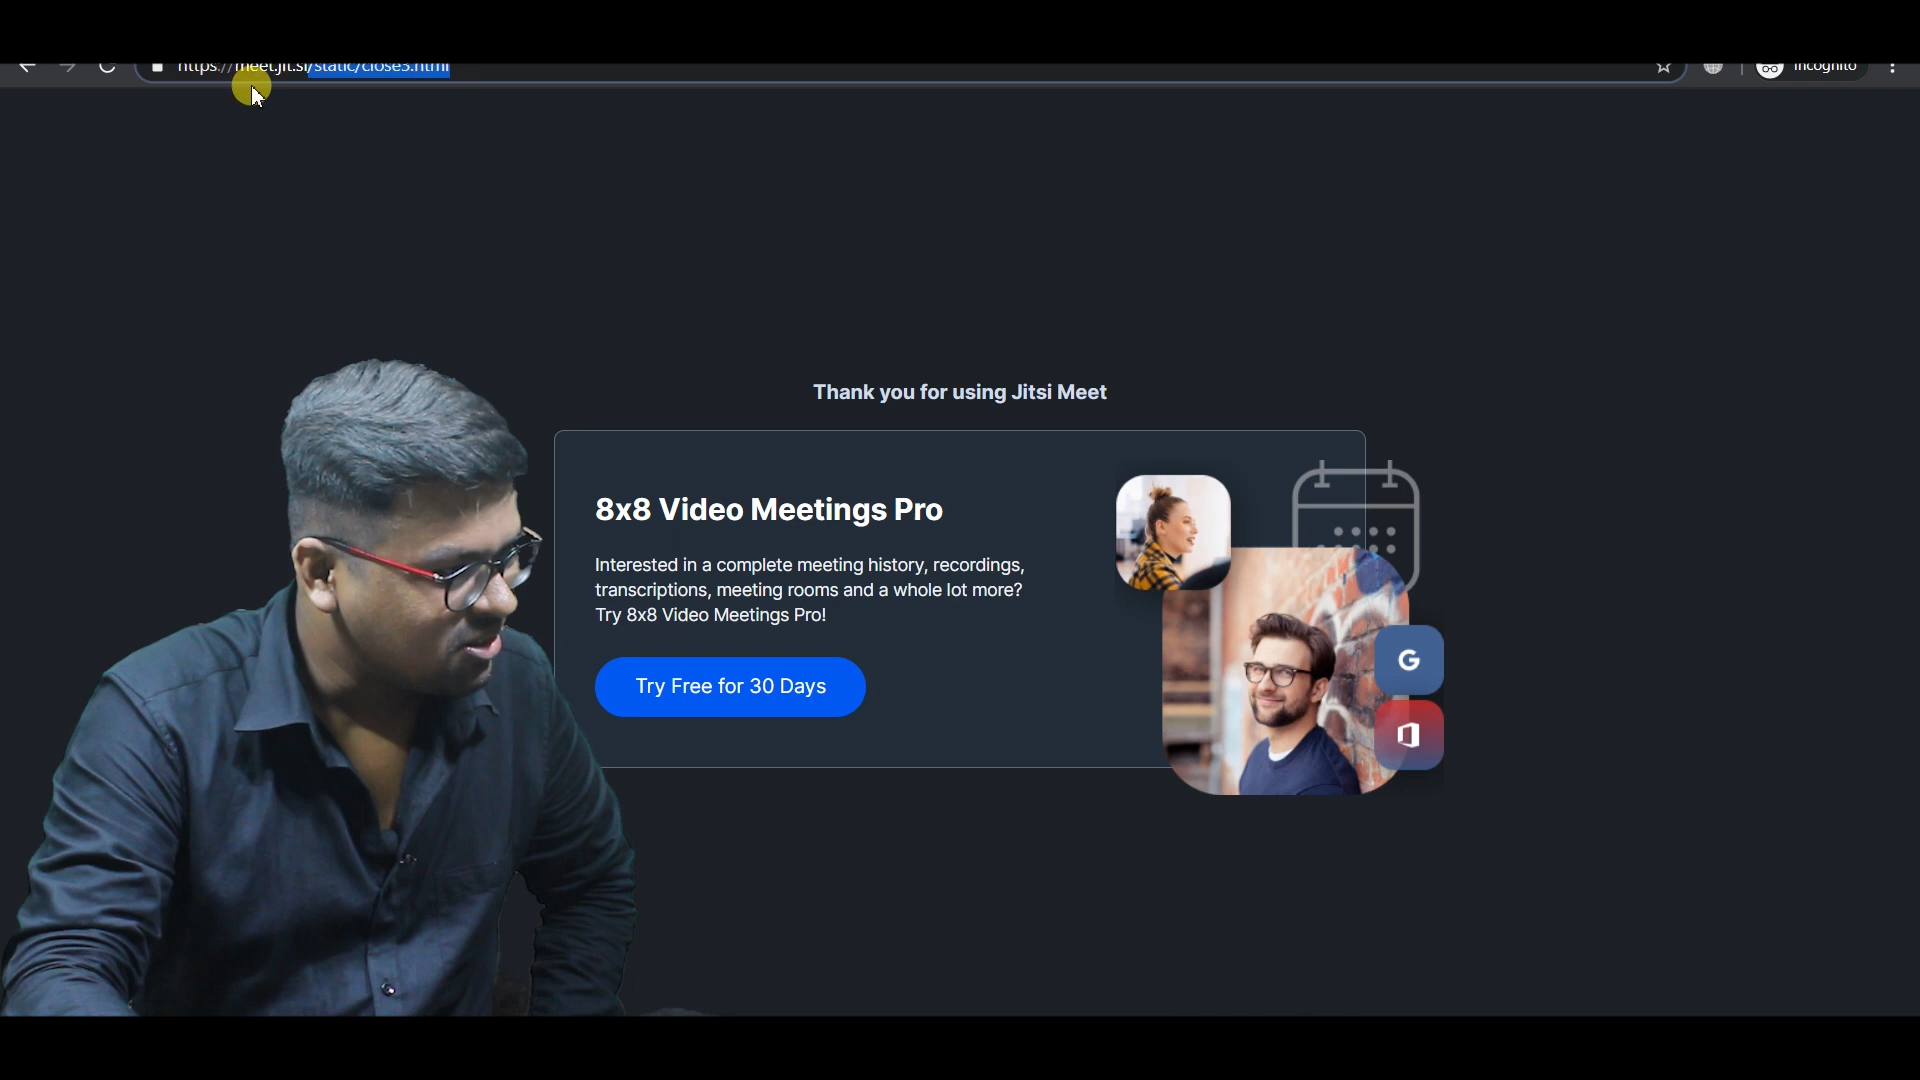 https://meet.jit.si/static/close3.html
Incognito
Thank you for using Jitsi Meet
8x8 Video Meetings Pro
Interested in a complete meeting history, recordings,
transcriptions, meeting rooms and a whole lot more?
Try 8x8 Video Meetings Pro!
Try Free for 30 Days
G